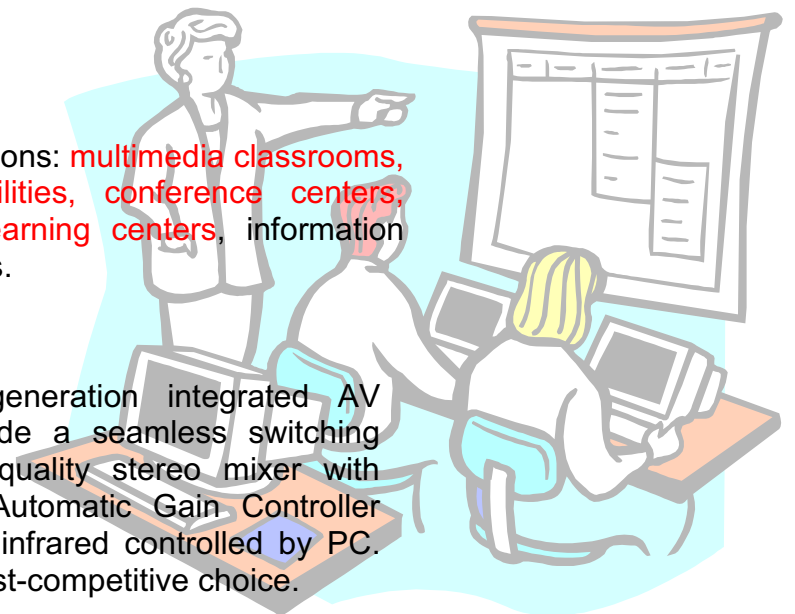 ons: multimedia classrooms,
ilities, conference centers,
earning centers, information
s.
generation integrated AV
de a seamless switching
quality stereo mixer with
Automatic Gain Controller
infrared controlled by PC.
st-competitive choice.